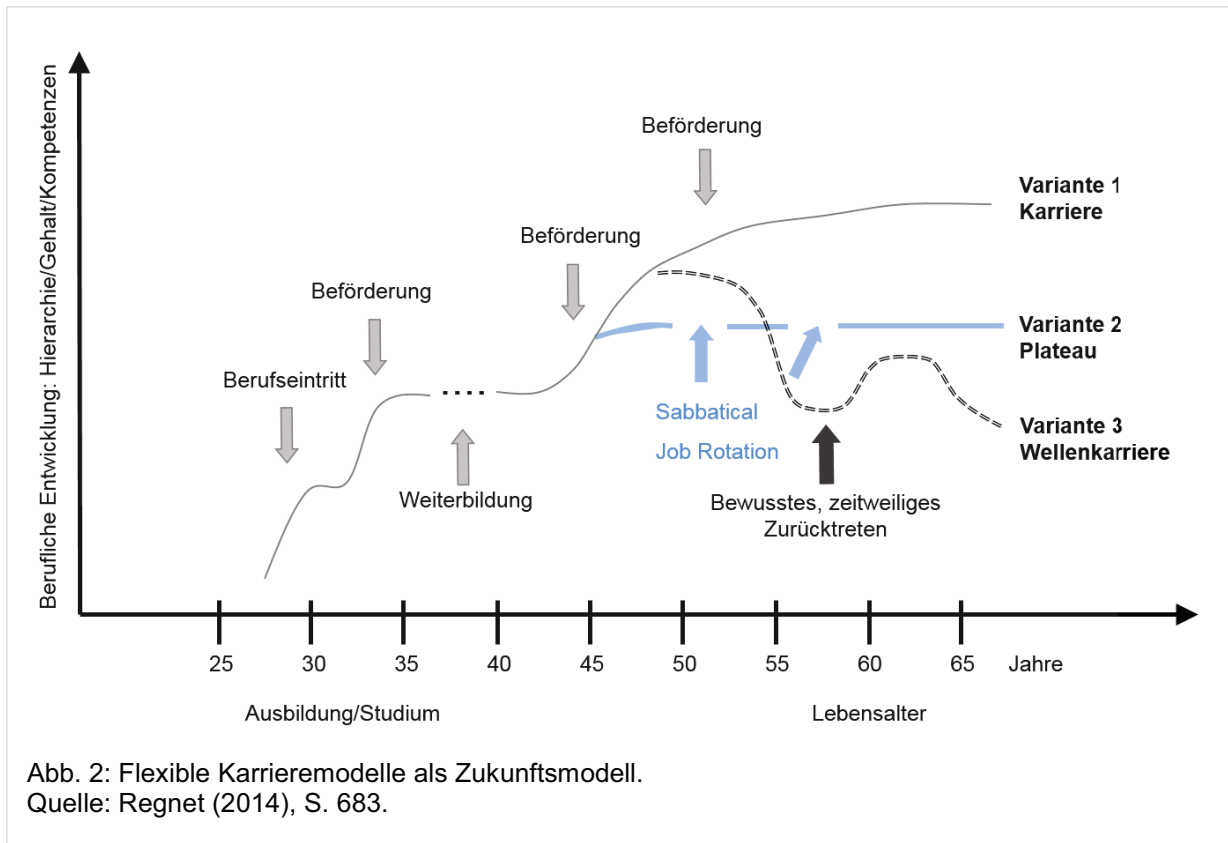 Berufliche Entwicklung: Hierarchie/Gehalt/Kompetenzen
Beförderung
Variante 1
Karriere
Beförderung
Beförderung
Variante 2
Plateau
Berufseintritt
Sabbatical
Job Rotation
Variante 3
Wellenkarriere
Weiterbildung
Bewusstes, zeitweiliges
Zurücktreten
25 30 35 40 45 50 55 60 65 Jahre
Ausbildung/Studium Lebensalter
Abb. 2: Flexible Karrieremodelle als Zukunftsmodell.
Quelle: Regnet (2014), S. 683.